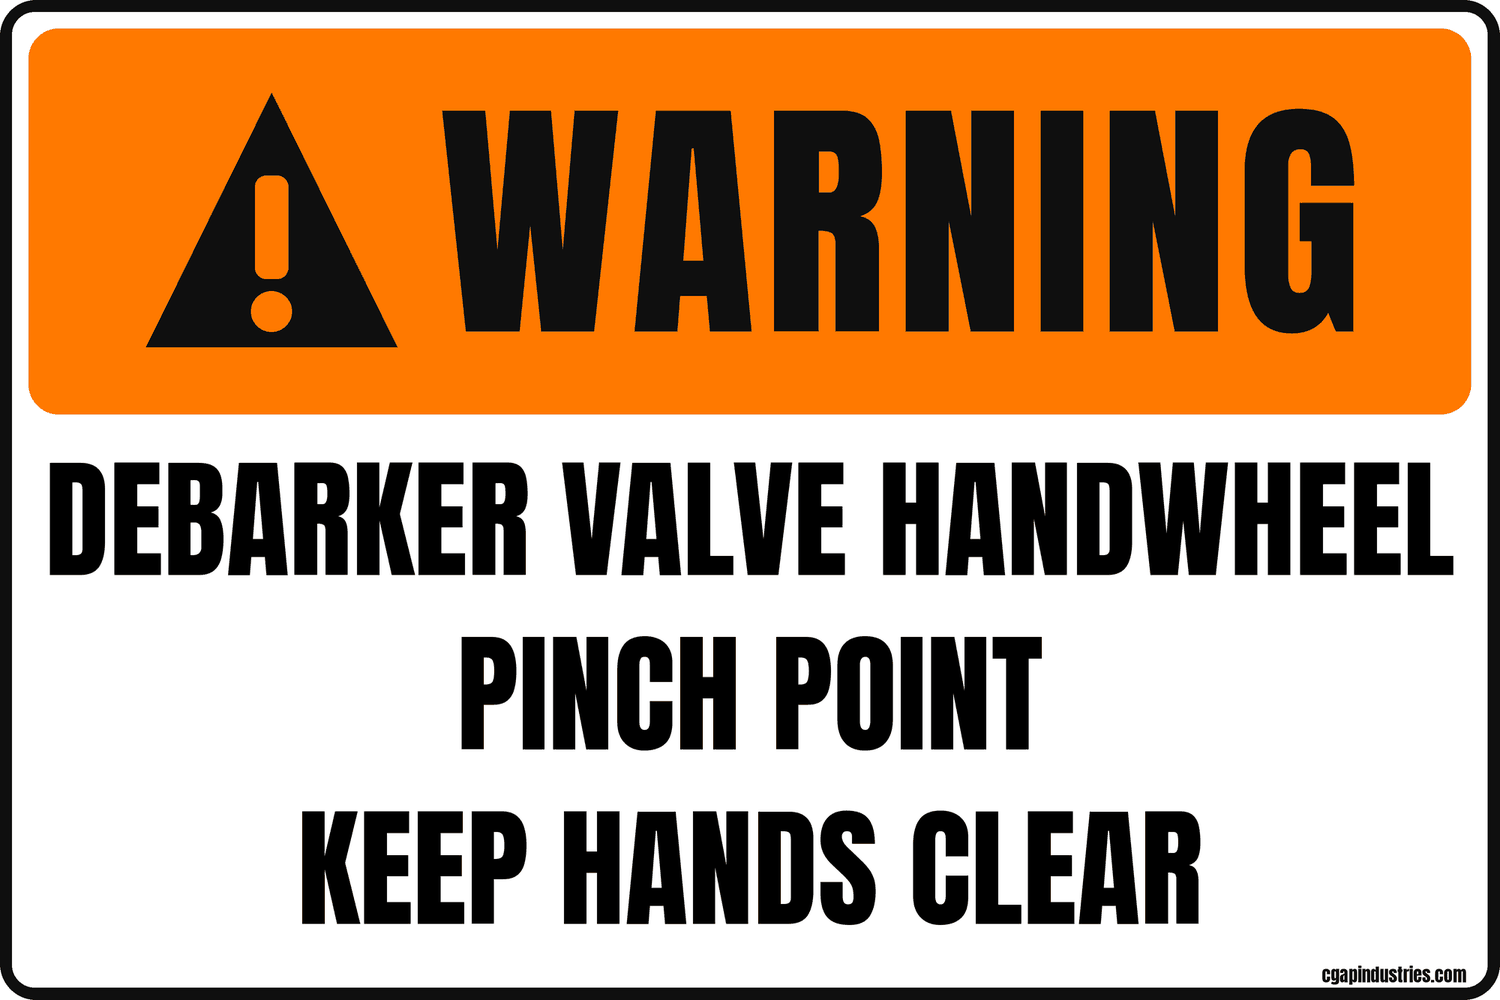 WARNING
DEBARKER VALVE HANDWHEEL
PINCH POINT
KEEP HANDS CLEAR
cgapindustries.com